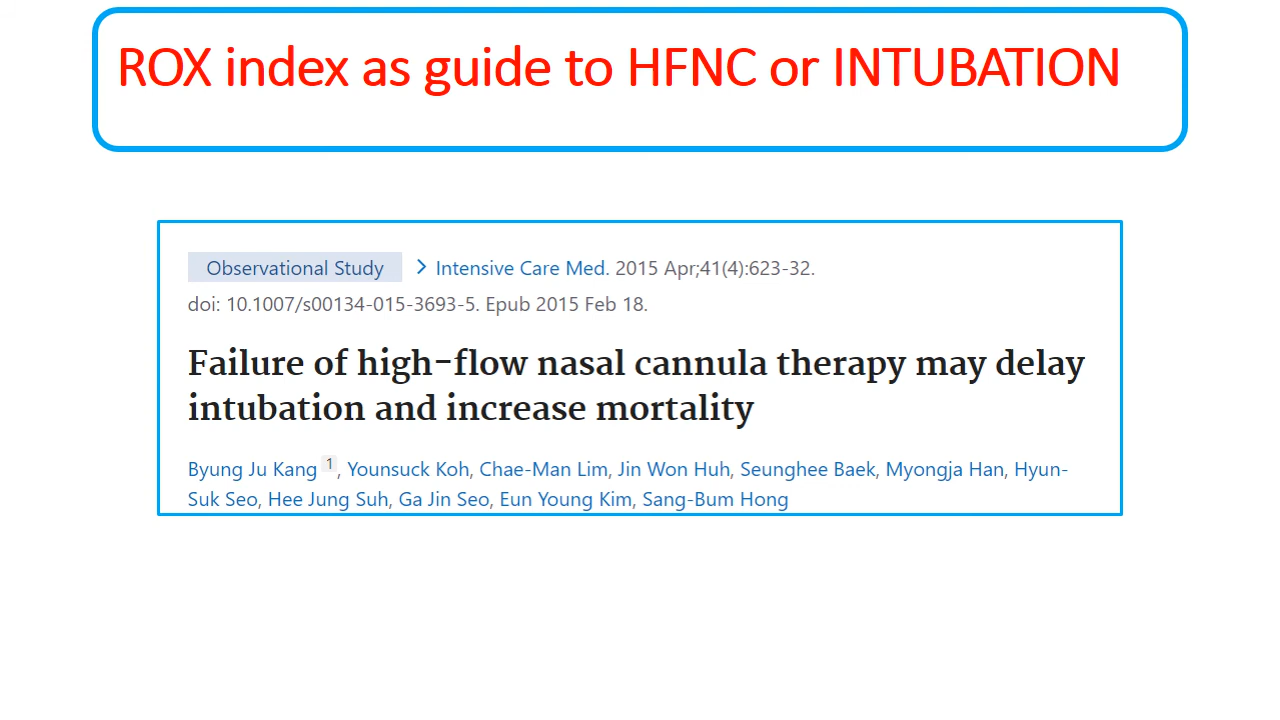 ROX index as guide to HFNC or INTUBATION
Observational Study > Intensive Care Med. 2015 Apr;41(4):623-32.
doi: 10.1007/s00134-015-3693-5. Epub 2015 Feb 18.
Failure of high-flow nasal cannula therapy may delay
intubation and increase mortality
Byung Ju Kang 1, Younsuck Koh, Chae-Man Lim, Jin Won Huh, Seunghee Baek, Myongja Han, Hyun-
Suk Seo, Hee Jung Suh, Ga Jin Seo, Eun Young Kim, Sang-Bum Hong